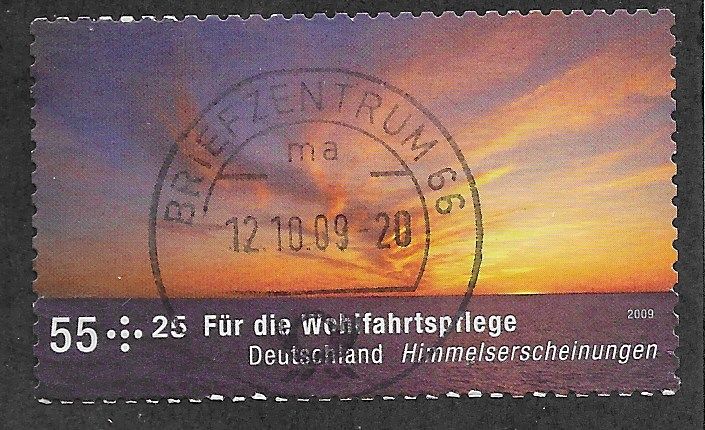 BRIEFZENTRUM 66
ma
12.10.09-20
2009
55+25 Für die Wohlfahrtspflege
Deutschland Himmelserscheinungen